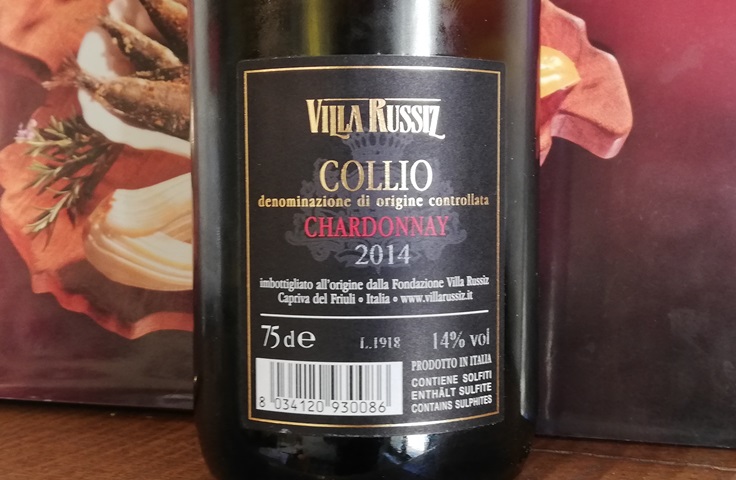 VILLA RUSSIZ
COLLIO
denominazione di origine controllata
CHARDONNAY
2014
imbottigliato all'origine dalla Fondazione Villa Russiz
Capriva del Friuli • Italia • www.villarussiz.it
75 cl e L.1918 14% vol
PRODOTTO IN ITALIA
CONTIENE SOLFITI
ENTHÄLT SULFITE
CONTAINS SULPHITES
8 034120 930086